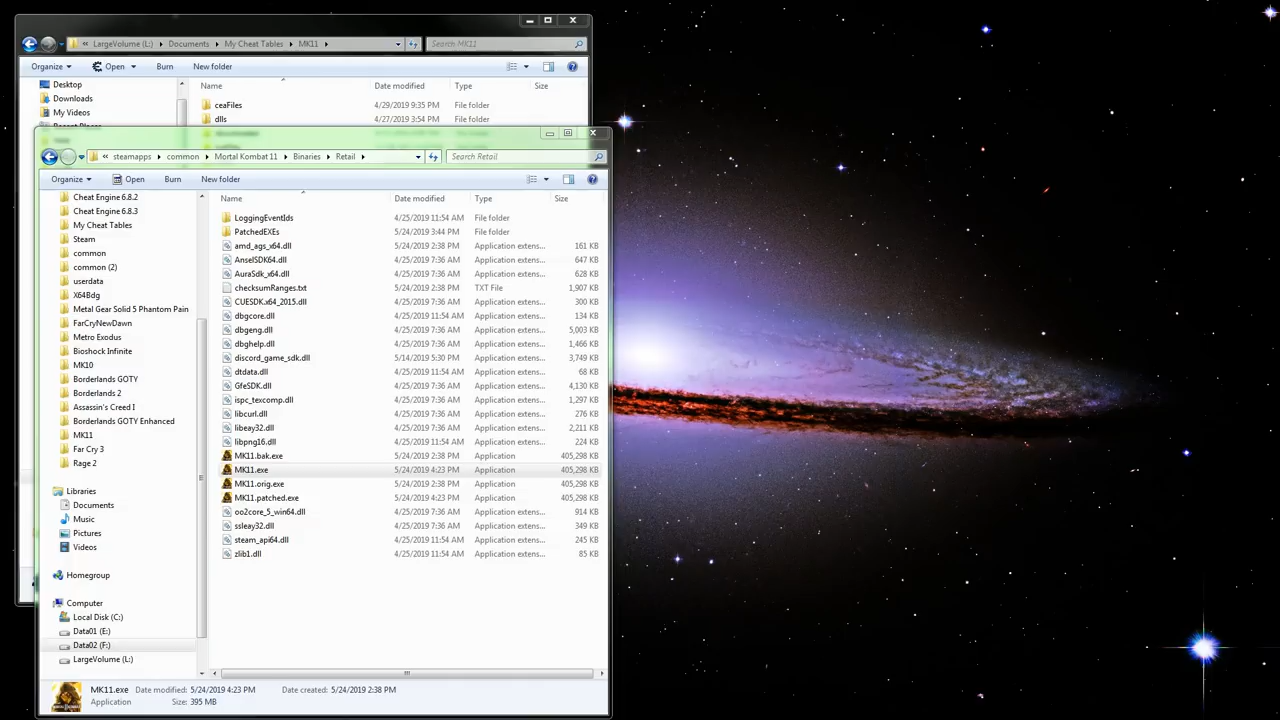 « LargeVolume (L:) ▸ Documents ▸ My Cheat Tables ▸ MK11 ▸ Search MK11
Organize ▾ Open ▾ Burn New folder
Desktop
Downloads
My Videos
Name Date modified Type Size
ceaFiles 4/29/2019 9:35 PM File folder
dlls 4/27/2019 3:54 PM File folder
« steamapps ▸ common ▸ Mortal Kombat 11 ▸ Binaries ▸ Retail ▸ Search Retail
Organize ▾ Open Burn New folder
Cheat Engine 6.8.2
Cheat Engine 6.8.3
My Cheat Tables
Steam
common
common (2)
userdata
X64Bdg
Metal Gear Solid 5 Phantom Pain
FarCryNewDawn
Metro Exodus
Bioshock Infinite
MK10
Borderlands GOTY
Borderlands 2
Assassin's Creed I
Borderlands GOTY Enhanced
MK11
Far Cry 3
Rage 2
Libraries
Documents
Music
Pictures
Videos
Homegroup
Computer
Local Disk (C:)
Data01 (E:)
Data02 (F:)
LargeVolume (L:)
Name Date modified Type Size
LoggingEventIds 4/25/2019 11:54 AM File folder
PatchedEXEs 5/24/2019 3:44 PM File folder
amd_ags_x64.dll 5/24/2019 2:38 PM Application extens... 161 KB
AnselSDK64.dll 4/25/2019 7:36 AM Application extens... 647 KB
AuraSdk_x64.dll 4/25/2019 7:36 AM Application extens... 628 KB
checksumRanges.txt 5/24/2019 2:38 PM TXT File 1,907 KB
CUESDK.x64_2015.dll 4/25/2019 7:36 AM Application extens... 300 KB
dbgcore.dll 4/25/2019 11:54 AM Application extens... 134 KB
dbgeng.dll 4/25/2019 7:36 AM Application extens... 5,003 KB
dbghelp.dll 4/25/2019 7:36 AM Application extens... 1,466 KB
discord_game_sdk.dll 5/14/2019 5:30 PM Application extens... 3,749 KB
dtdata.dll 4/25/2019 11:54 AM Application extens... 68 KB
GfeSDK.dll 4/25/2019 7:36 AM Application extens... 4,130 KB
ispc_texcomp.dll 4/25/2019 7:36 AM Application extens... 1,297 KB
libcurl.dll 4/25/2019 7:36 AM Application extens... 276 KB
libeay32.dll 4/25/2019 7:36 AM Application extens... 2,211 KB
libpng16.dll 4/25/2019 7:36 AM Application extens... 224 KB
MK11.bak.exe 5/24/2019 2:38 PM Application 405,298 KB
MK11.exe 5/24/2019 4:23 PM Application 405,298 KB
MK11.orig.exe 5/24/2019 2:38 PM Application 405,298 KB
MK11.patched.exe 5/24/2019 4:23 PM Application 405,298 KB
oo2core_5_win64.dll 4/25/2019 7:36 AM Application extens... 914 KB
ssleay32.dll 4/25/2019 7:36 AM Application extens... 349 KB
steam_api64.dll 4/25/2019 11:54 AM Application extens... 245 KB
zlib1.dll 4/25/2019 11:54 AM Application extens... 85 KB
MK11.exe Date modified: 5/24/2019 4:23 PM Date created: 5/24/2019 2:38 PM
Application Size: 395 MB